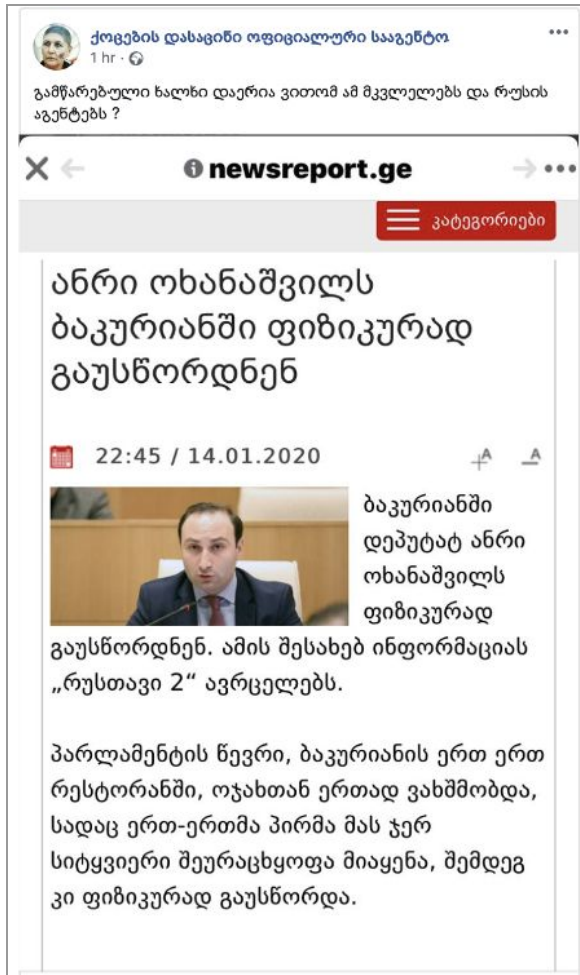 ქოცების დასაცინი ოფიციალური სააგენტო
1 hr ·
გამწარებული ხალხი დაერია ვითომ ამ მკვლელებს და რუსის
აგენტებს ?
newsreport.ge
კატეგორიები
ანრი ოხანაშვილს
ბაკურიანში ფიზიკურად
გაუსწორდნენ
22:45 / 14.01.2020
+A
_A
ბაკურიანში
დეპუტატ ანრი
ოხანაშვილს
ფიზიკურად
გაუსწორდნენ. ამის შესახებ ინფორმაციას
„რუსთავი 2“ ავრცელებს.
პარლამენტის წევრი, ბაკურიანის ერთ ერთ
რესტორანში, ოჯახთან ერთად ვახშმობდა,
სადაც ერთ-ერთმა პირმა მას ჯერ
სიტყვიერი შეურაცხყოფა მიაყენა, შემდეგ
კი ფიზიკურად გაუსწორდა.